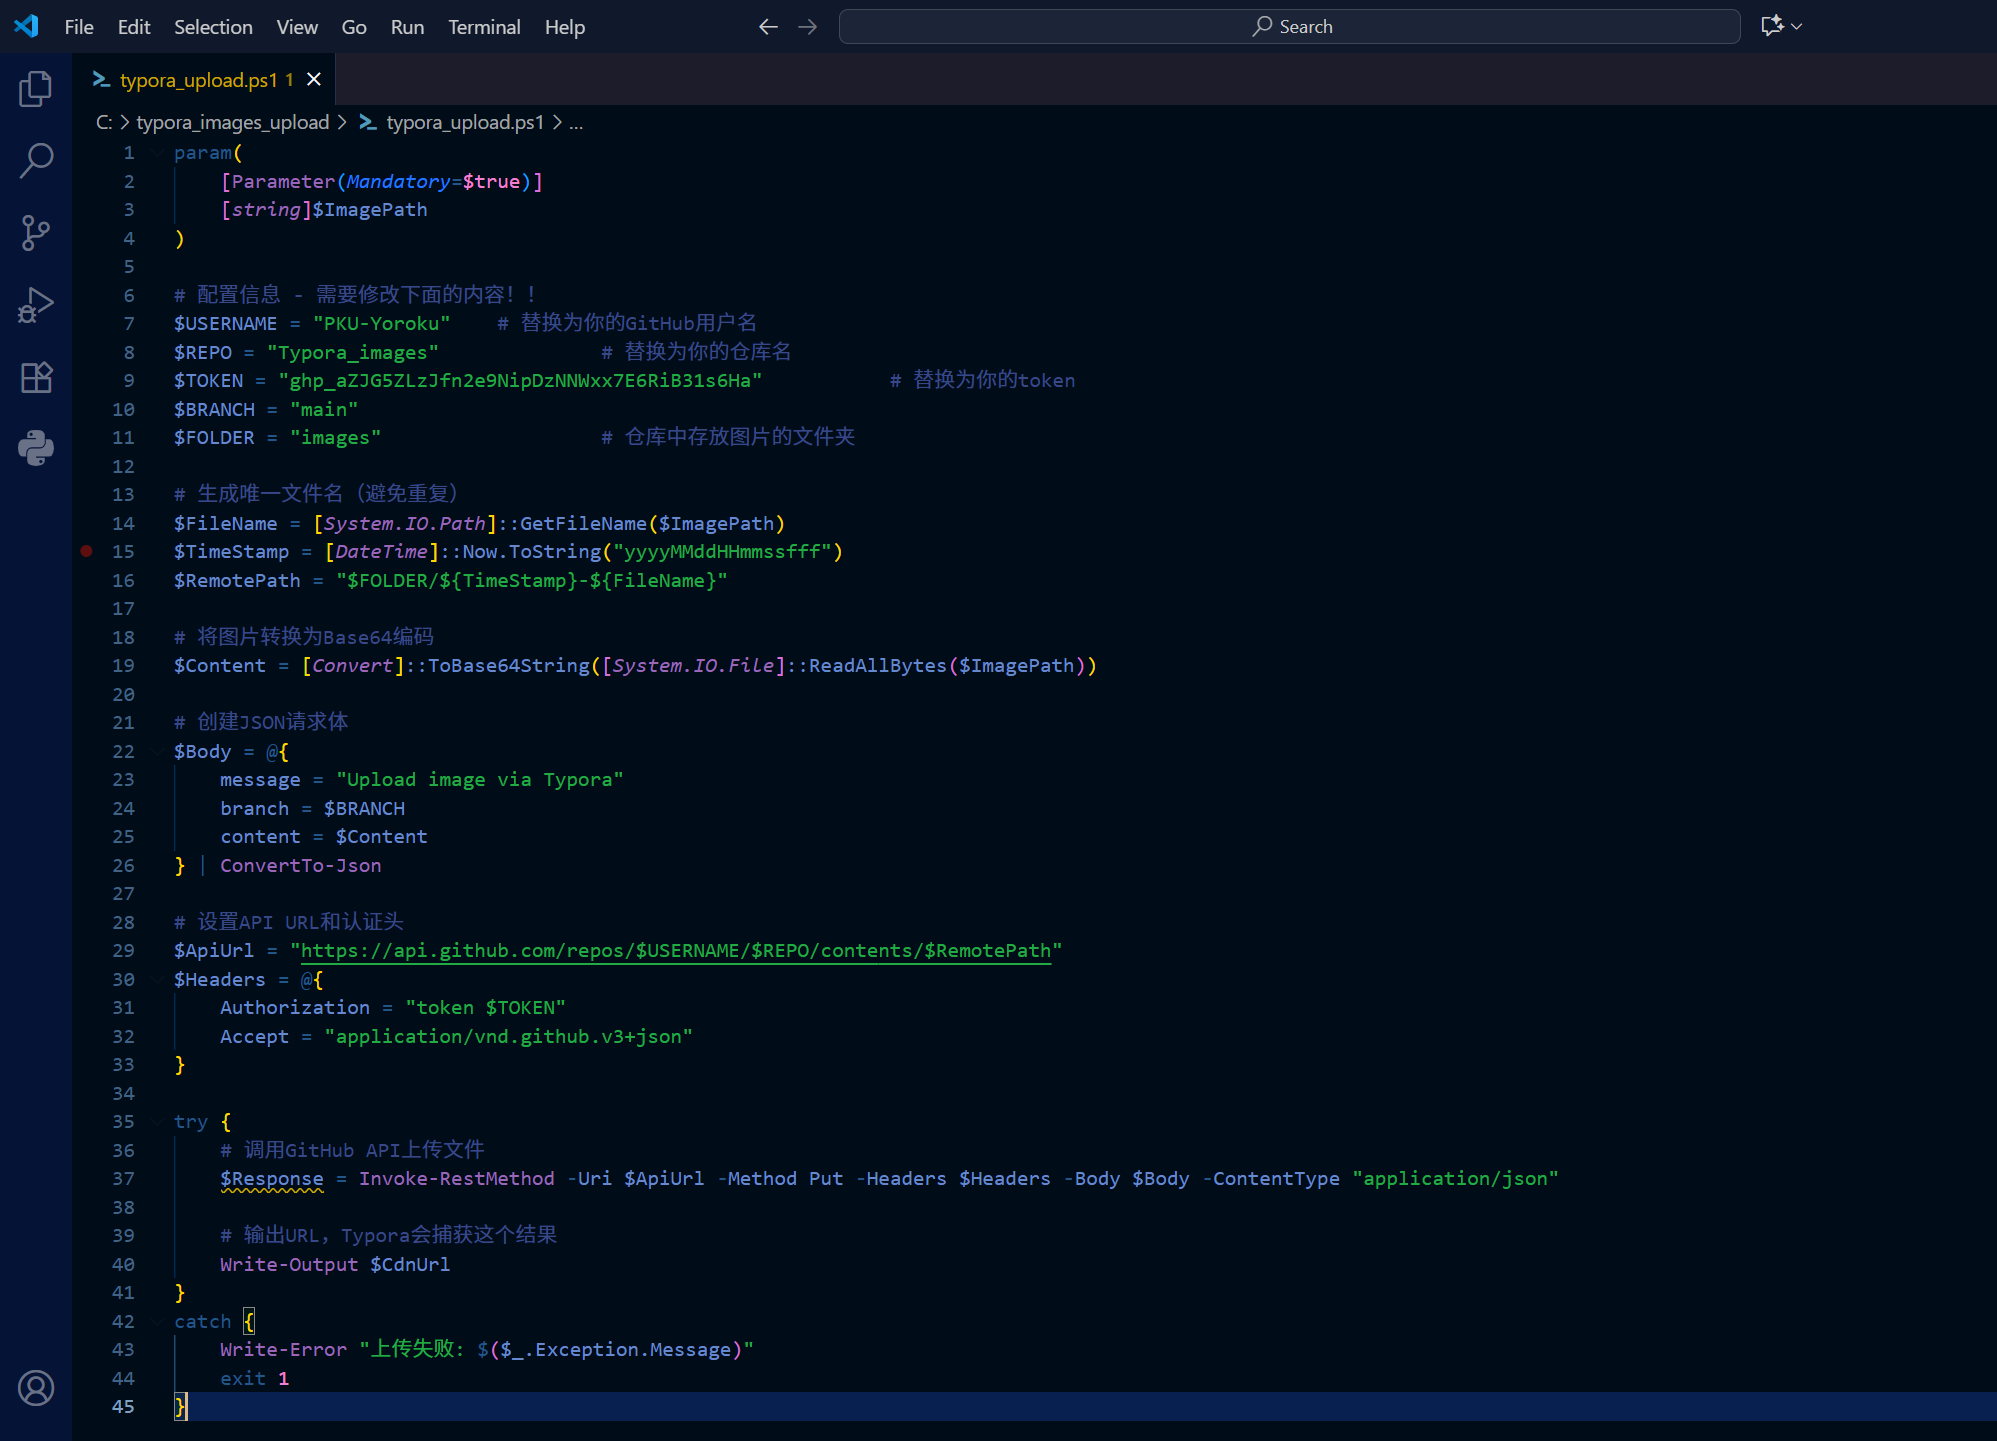 File Edit Selection View Go Run Terminal Help Search
typora_upload.ps1 1
C: > typora_images_upload > typora_upload.ps1 > ...
1 param(
2 [Parameter(Mandatory=$true)]
3 [string]$ImagePath
4 )
5
6 # 配置信息 - 需要修改下面的内容！！
7 $USERNAME = "PKU-Yoroku" # 替换为你的GitHub用户名
8 $REPO = "Typora_images" # 替换为你的仓库名
9 $TOKEN = "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" # 替换为你的token
10 $BRANCH = "main"
11 $FOLDER = "images" # 仓库中存放图片的文件夹
12
13 # 生成唯一文件名（避免重复）
14 $FileName = [System.IO.Path]::GetFileName($ImagePath)
15 $TimeStamp = [DateTime]::Now.ToString("yyyyMMddHHmmssfff")
16 $RemotePath = "$FOLDER/${TimeStamp}-${FileName}"
17
18 # 将图片转换为Base64编码
19 $Content = [Convert]::ToBase64String([System.IO.File]::ReadAllBytes($ImagePath))
20
21 # 创建JSON请求体
22 $Body = @{
23 message = "Upload image via Typora"
24 branch = $BRANCH
25 content = $Content
26 } | ConvertTo-Json
27
28 # 设置API URL和认证头
29 $ApiUrl = "https://api.github.com/repos/$USERNAME/$REPO/contents/$RemotePath"
30 $Headers = @{
31 Authorization = "token $TOKEN"
32 Accept = "application/vnd.github.v3+json"
33 }
34
35 try {
36 # 调用GitHub API上传文件
37 $Response = Invoke-RestMethod -Uri $ApiUrl -Method Put -Headers $Headers -Body $Body -ContentType "application/json"
38
39 # 输出URL，Typora会捕获这个结果
40 Write-Output $CdnUrl
41 }
42 catch {
43 Write-Error "上传失败: $($_.Exception.Message)"
44 exit 1
45 }